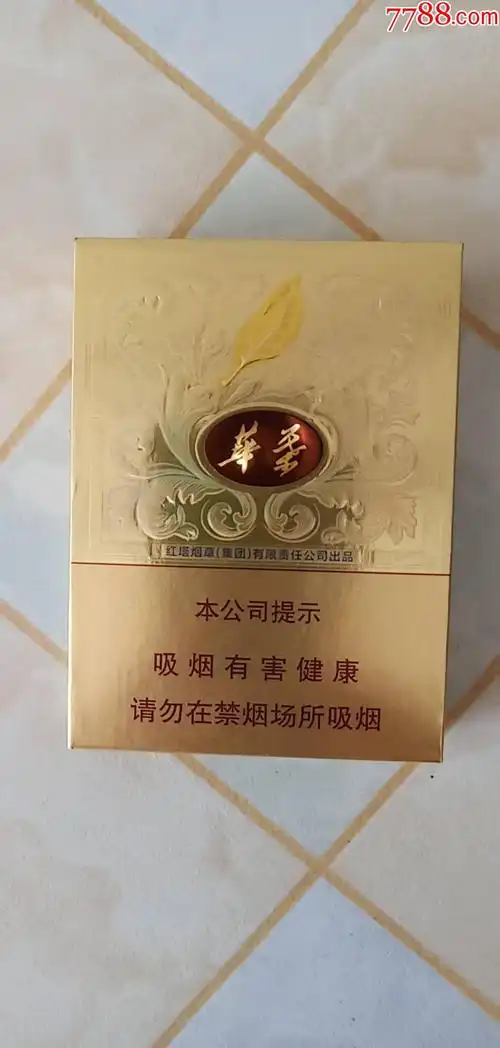 7788.com
華玺
红塔烟草(集团)有限责任公司出品
本公司提示
吸烟有害健康
请勿在禁烟场所吸烟